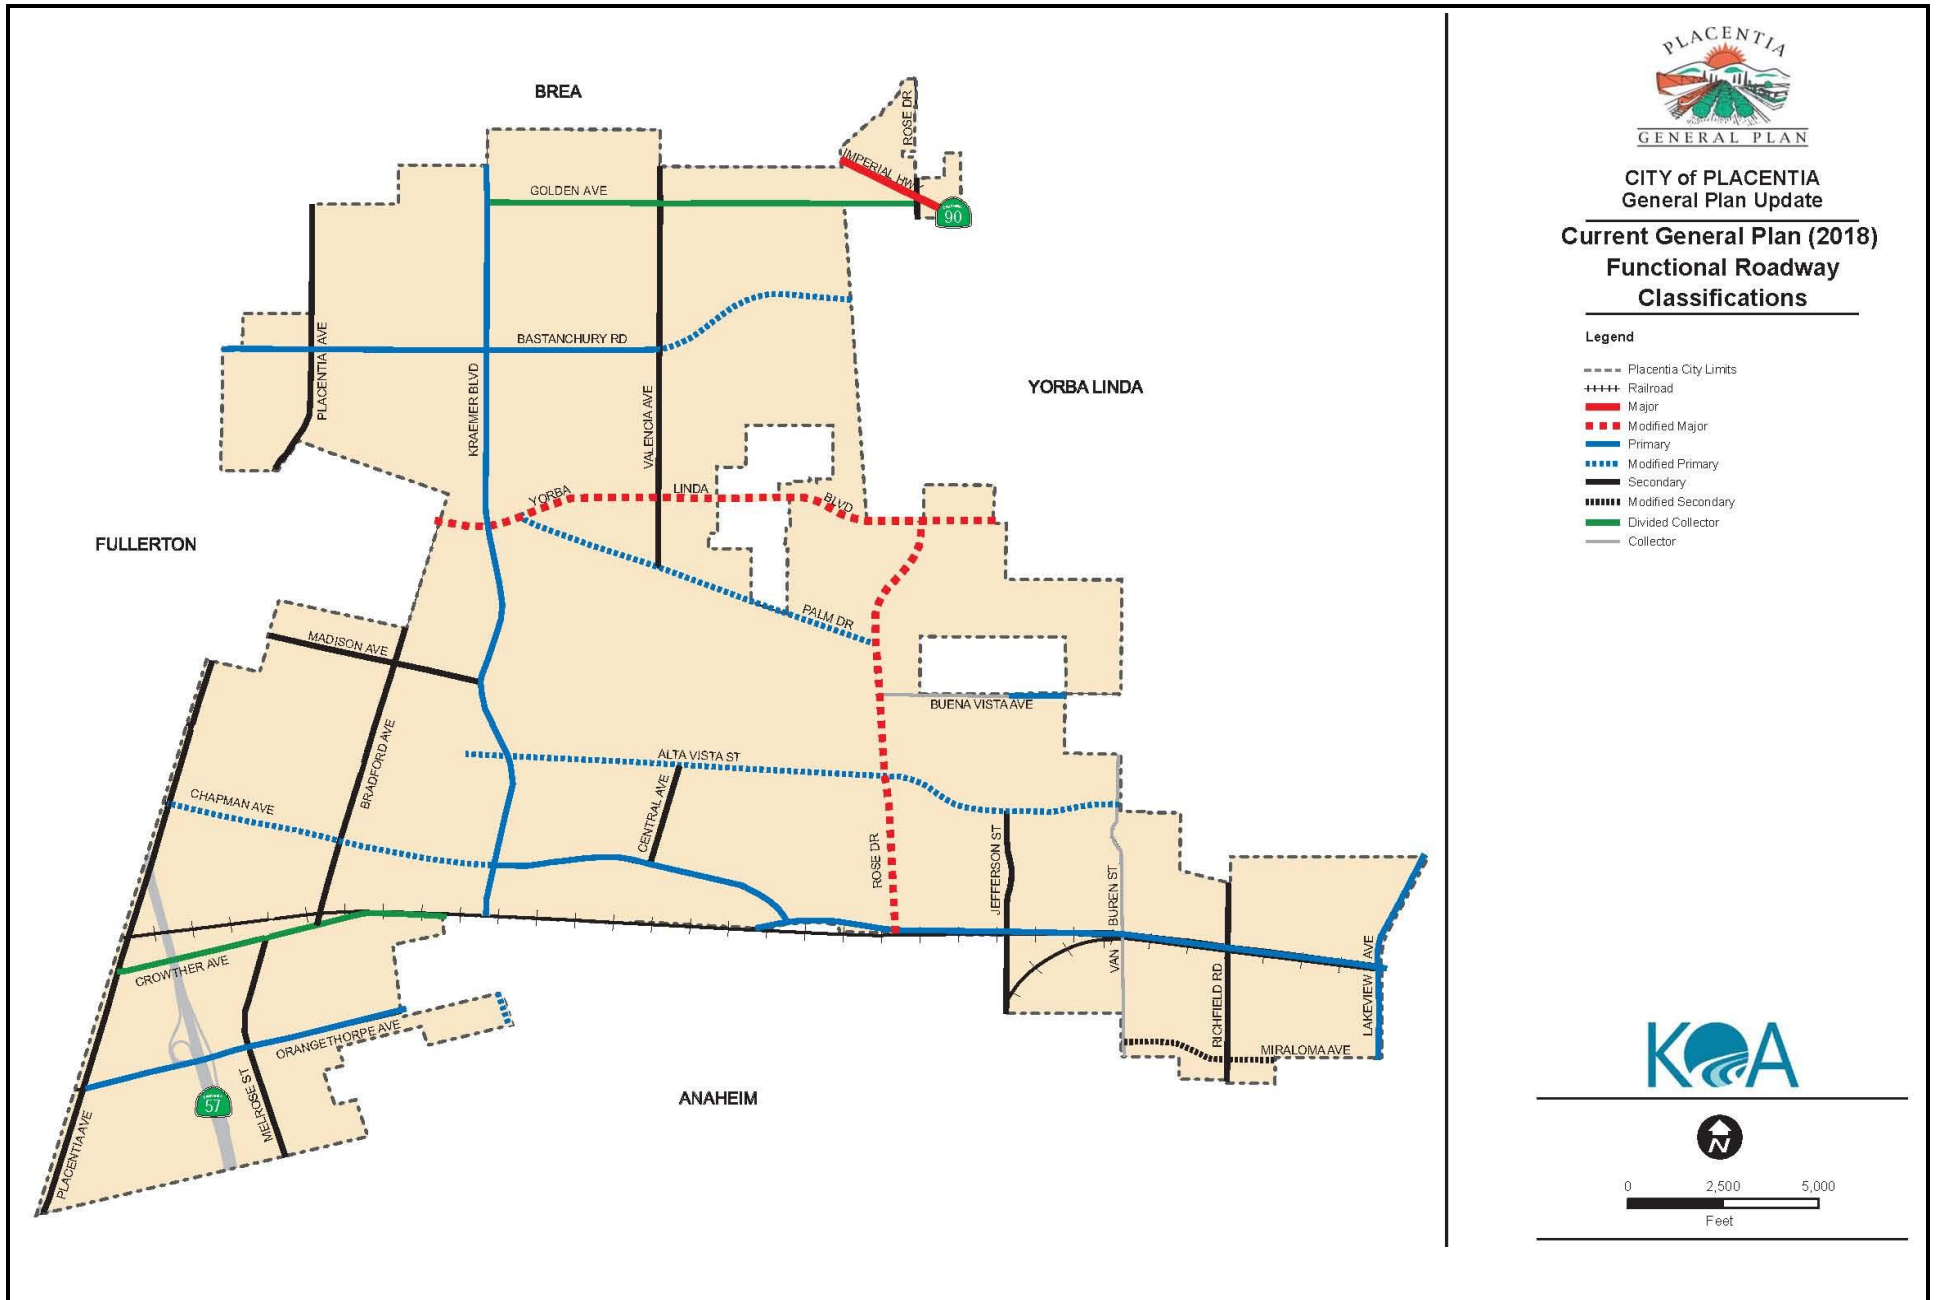 BREA
ROSE DR
IMPERIAL HWY
90
GOLDEN AVE
BASTANCHURY RD
PLACENTIA AVE
KRAEMER BLVD
VALENCIA AVE
YORBA LINDA
YORBA LINDA BLVD
FULLERTON
PALM DR
MADISON AVE
BUENA VISTA AVE
BRADFORD AVE
ALTA VISTA ST
CENTRAL AVE
CHAPMAN AVE
ROSE DR
JEFFERSON ST
VAN BUREN ST
RICHFIELD RD
LAKEVIEW AVE
CROWTHER AVE
ORANGETHORPE AVE
MIRALOMA AVE
57
MELROSE ST
PLACENTIA AVE
ANAHEIM
PLACENTIA
GENERAL PLAN
CITY of PLACENTIA
General Plan Update
Current General Plan (2018)
Functional Roadway
Classifications
Legend
Placentia City Limits
Railroad
Major
Modified Major
Primary
Modified Primary
Secondary
Modified Secondary
Divided Collector
Collector
KOA
N
0 2,500 5,000
Feet